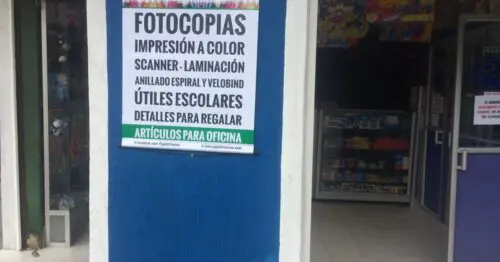 FOTOCOPIAS
IMPRESIÓN A COLOR
SCANNER - LAMINACIÓN
ANILLADO ESPIRAL Y VELOBIND
ÚTILES ESCOLARES
DETALLES PARA REGALAR
ARTÍCULOS PARA OFICINA